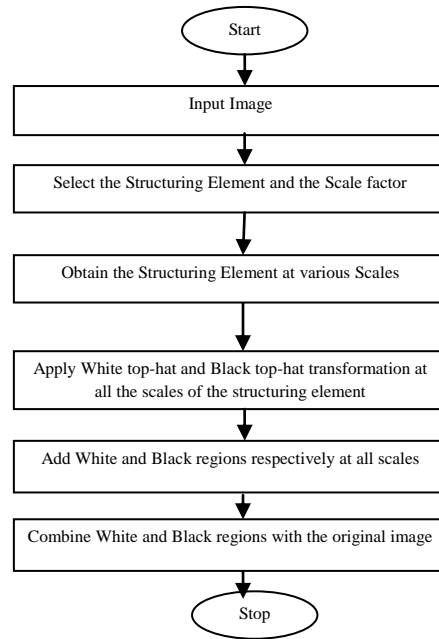 Start
Input Image
Select the Structuring Element and the Scale factor
Obtain the Structuring Element at various Scales
Apply White top-hat and Black top-hat transformation at
all the scales of the structuring element
Add White and Black regions respectively at all scales
Combine White and Black regions with the original image
Stop